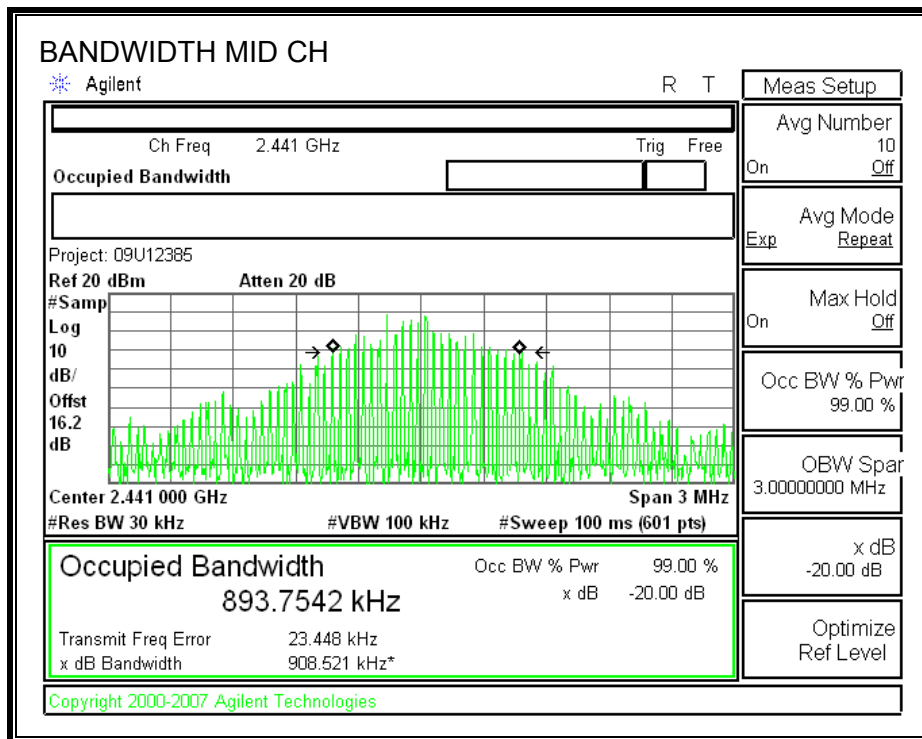 BANDWIDTH MID CH
Agilent R T
Meas Setup
Ch Freq 2.441 GHz Trig Free
Occupied Bandwidth
Project: 09U12385
Ref 20 dBm Atten 20 dB
#Samp
Log
10
dB/
Offst
16.2
dB
Center 2.441 000 GHz Span 3 MHz
#Res BW 30 kHz #VBW 100 kHz #Sweep 100 ms (601 pts)
Occupied Bandwidth
893.7542 kHz
Occ BW % Pwr 99.00 %
x dB -20.00 dB
Transmit Freq Error 23.448 kHz
x dB Bandwidth 908.521 kHz*
Copyright 2000-2007 Agilent Technologies
Avg Number
10
On Off
Avg Mode
Exp Repeat
Max Hold
On Off
Occ BW % Pwr
99.00 %
OBW Span
3.00000000 MHz
x dB
-20.00 dB
Optimize
Ref Level